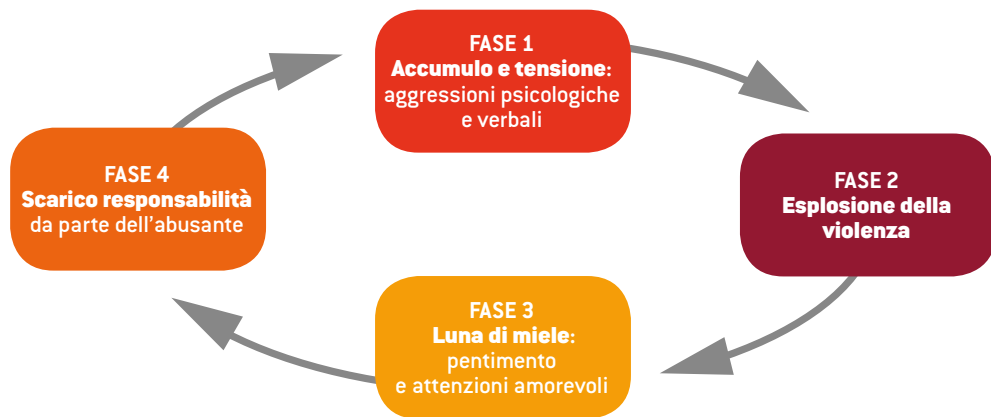 FASE 1
Accumulo e tensione:
aggressioni psicologiche
e verbali
FASE 2
Esplosione della
violenza
FASE 3
Luna di miele:
pentimento
e attenzioni amorevoli
FASE 4
Scarico responsabilità
da parte dell'abusante